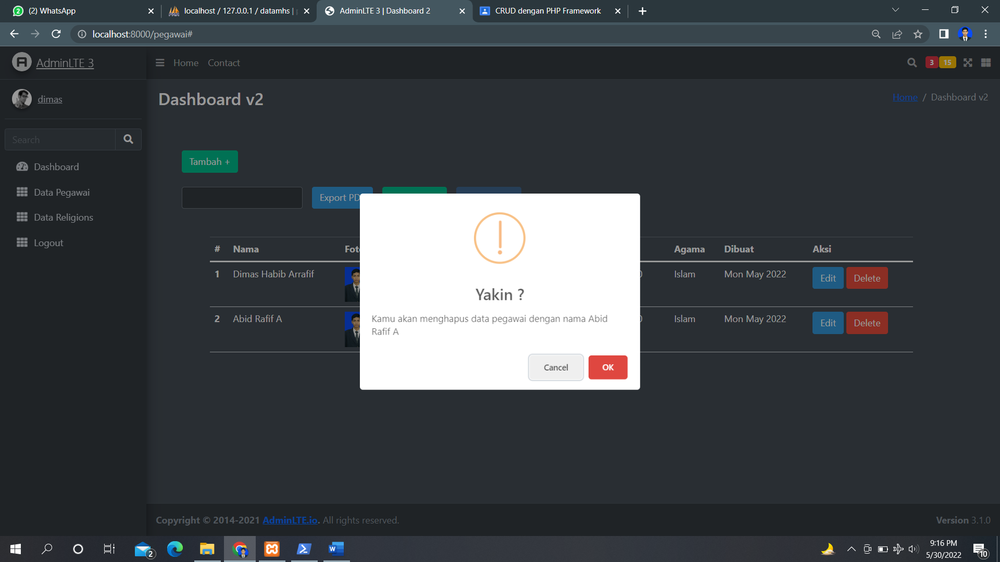 (2) WhatsApp
localhost / 127.0.0.1 / datamhs |
AdminLTE 3 | Dashboard 2
CRUD dengan PHP Framework
localhost:8000/pegawai#
AdminLTE 3
Home
Contact
3
15
dimas
Dashboard v2
Home / Dashboard v2
Search
Dashboard
Data Pegawai
Data Religions
Logout
Tambah +
Export PD
# Nama Fot Agama Dibuat Aksi
1 Dimas Habib Arrafif Islam Mon May 2022 Edit Delete
2 Abid Rafif A Islam Mon May 2022 Edit Delete
Yakin ?
Kamu akan menghapus data pegawai dengan nama Abid
Rafif A
Cancel
OK
Copyright © 2014-2021 AdminLTE.io. All rights reserved.
Version 3.1.0
2
9:16 PM
5/30/2022
10